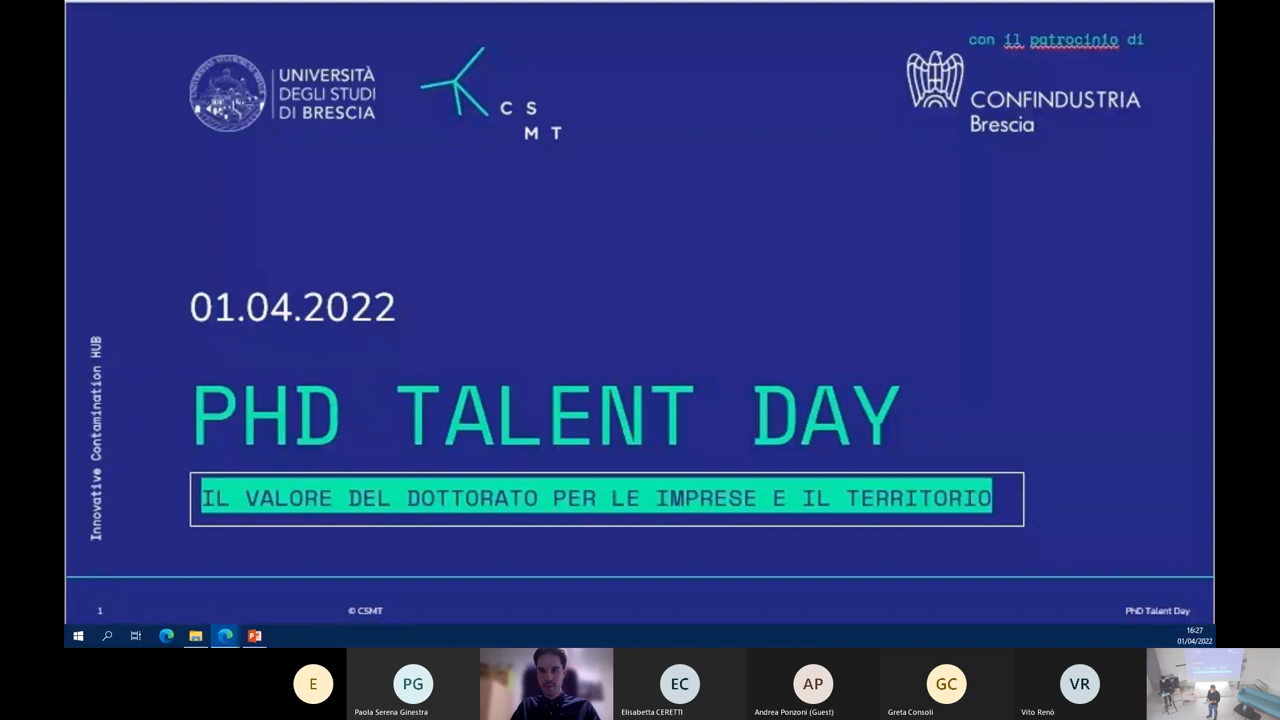 con il patrocinio di
UNIVERSITÀ
DEGLI STUDI
DI BRESCIA
C S
M T
CONFINDUSTRIA
Brescia
01.04.2022
PHD TALENT DAY
IL VALORE DEL DOTTORATO PER LE IMPRESE E IL TERRITORIO
Innovative Contamination HUB
1
© CSMT
PhD Talent Day
16:27
01/04/2022
E
PG
EC
AP
GC
VR
Paola Serena Ginestra
Elisabetta CERETTI
Andrea Ponzoni (Guest)
Greta Consoli
Vito Renò